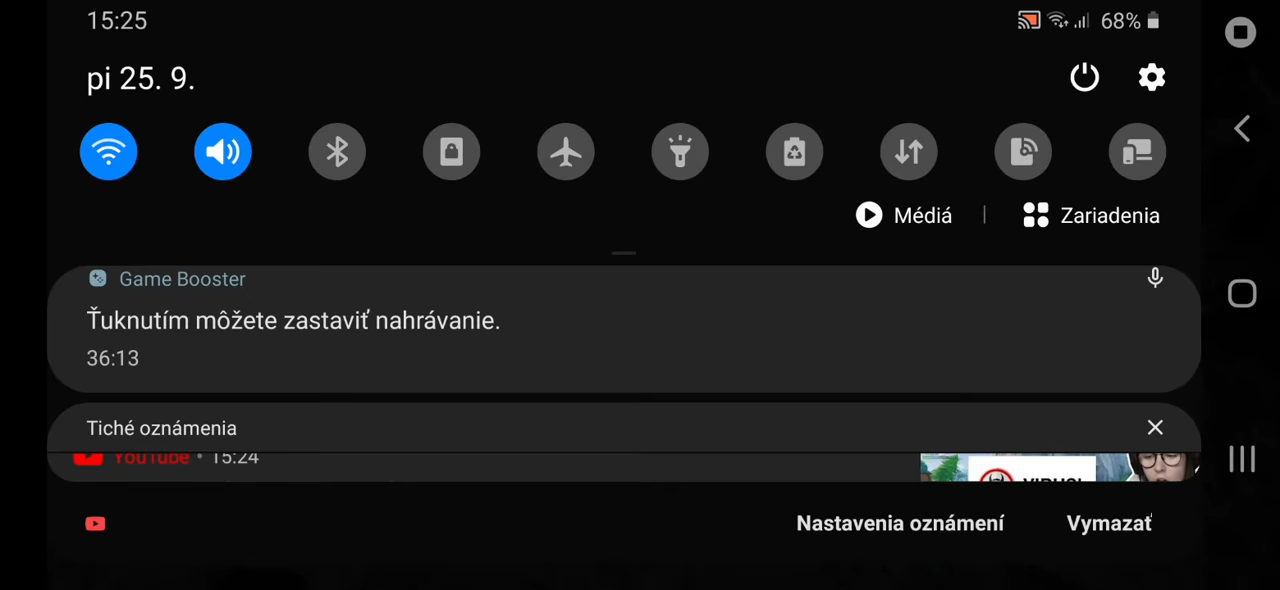 15:25
68%
pi 25. 9.
Médiá
Zariadenia
Game Booster
Ťuknutím môžete zastaviť nahrávanie.
36:13
Tiché oznámenia
YouTube • 15:24
Nastavenia oznámení
Vymazať